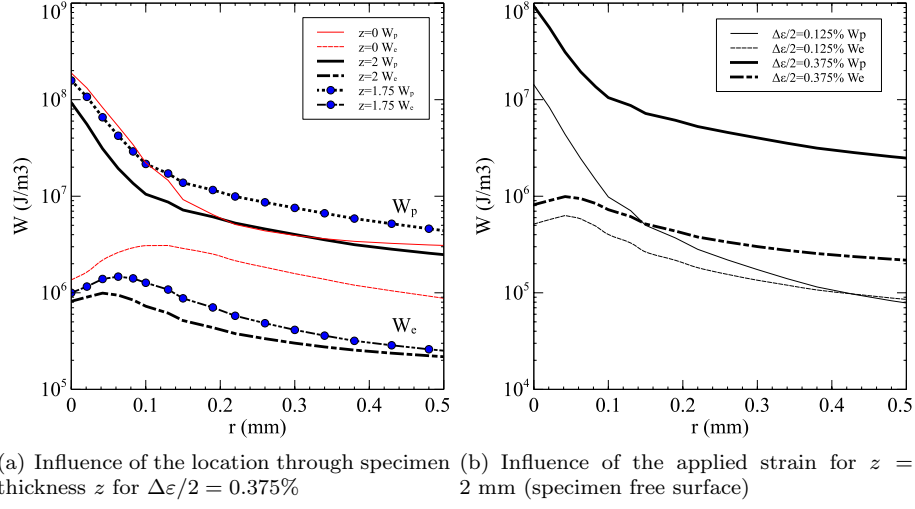 10⁹
10⁸
10⁷
10⁶
10⁵
W (J/m3)
z=0 Wₚ
z=0 Wₑ
z=2 Wₚ
z=2 Wₑ
z=1.75 Wₚ
z=1.75 Wₑ
Wₚ
Wₑ
0 0.1 0.2 0.3 0.4 0.5
r (mm)
10⁸
10⁷
10⁶
10⁵
10⁴
W (J/m3)
Δε/2=0.125% Wp
Δε/2=0.125% We
Δε/2=0.375% Wp
Δε/2=0.375% We
0 0.1 0.2 0.3 0.4 0.5
r (mm)
(a) Influence of the location through specimen
thickness z for Δε/2 = 0.375%
(b) Influence of the applied strain for z =
2 mm (specimen free surface)